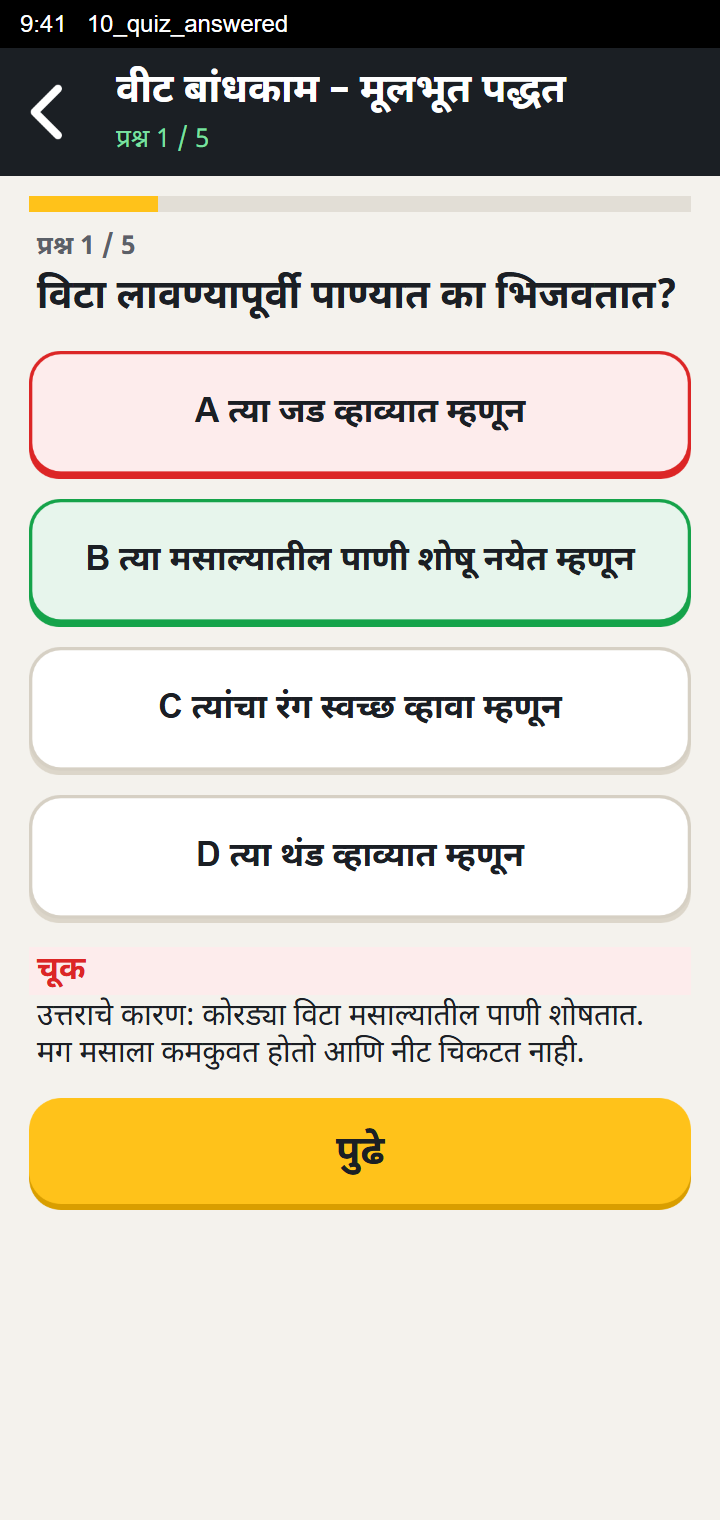 9:41 10_quiz_answered
वीट बांधकाम – मूलभूत पद्धत
प्रश्न 1 / 5
प्रश्न 1 / 5
विटा लावण्यापूर्वी पाण्यात का भिजवतात?
A त्या जड व्हाव्यात म्हणून
B त्या मसाल्यातील पाणी शोषू नयेत म्हणून
C त्यांचा रंग स्वच्छ व्हावा म्हणून
D त्या थंड व्हाव्यात म्हणून
चूक
उत्तराचे कारण: कोरड्या विटा मसाल्यातील पाणी शोषतात.
मग मसाला कमकुवत होतो आणि नीट चिकटत नाही.
पुढे